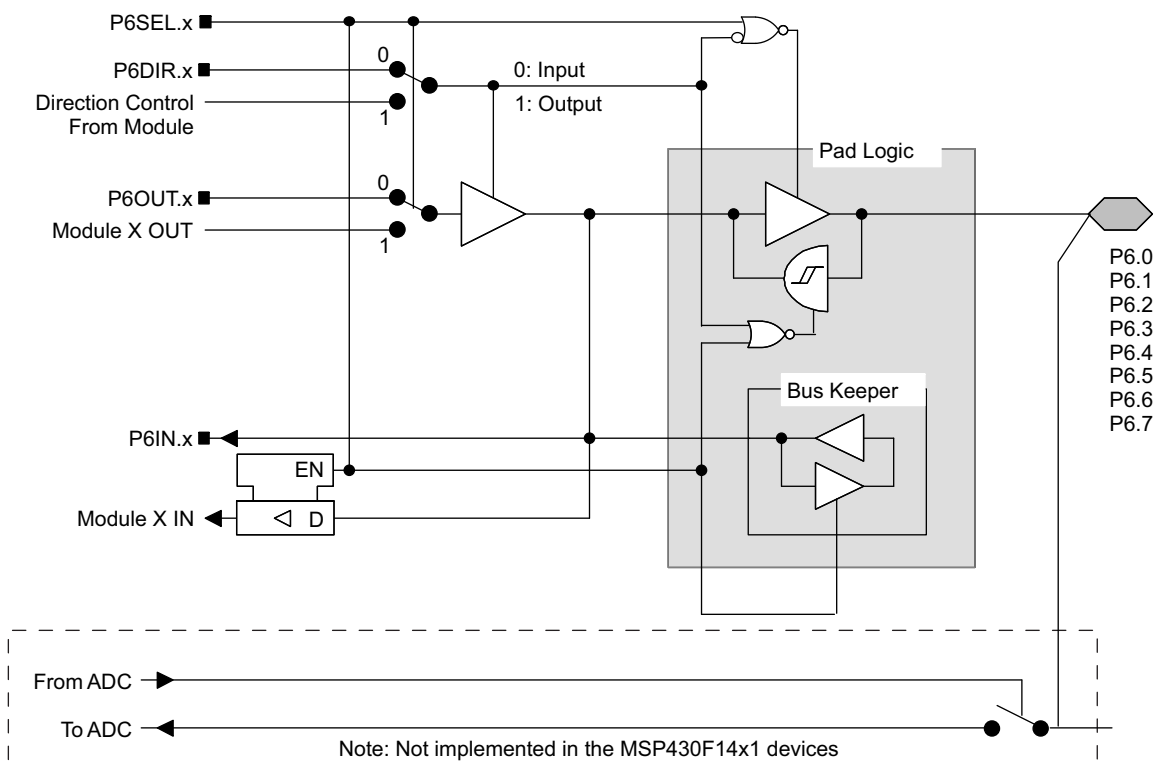 P6SEL.x
P6DIR.x
0
0: Input
Direction Control
From Module
1
1: Output
Pad Logic
P6OUT.x
0
Module X OUT
1
P6.0
P6.1
P6.2
P6.3
P6.4
P6.5
P6.6
P6.7
Bus Keeper
P6IN.x
EN
Module X IN
D
From ADC
To ADC
Note: Not implemented in the MSP430F14x1 devices